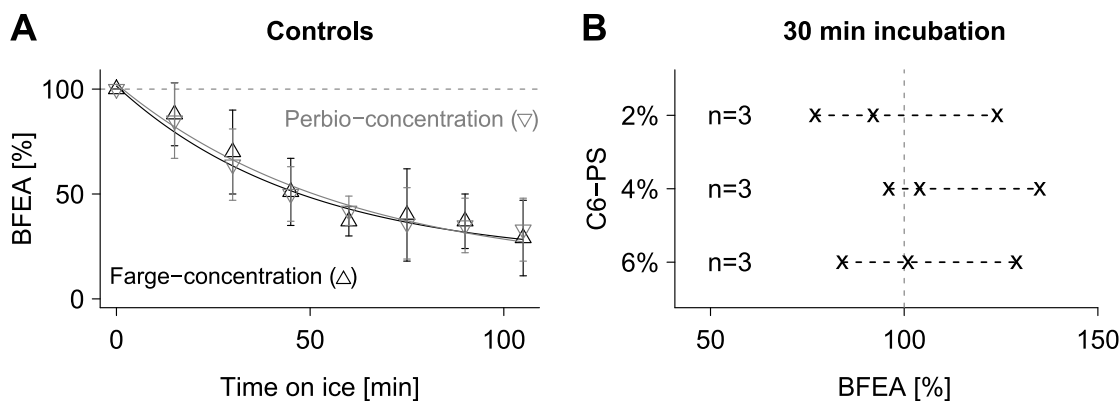 A
Controls
BFEA [%]
100
50
0
Perbio−concentration (▽)
Farge−concentration (△)
0
50
100
Time on ice [min]
B
30 min incubation
C6−PS
2%
n=3
x
x
x
4%
n=3
x
x
x
6%
n=3
x
x
x
50
100
150
BFEA [%]